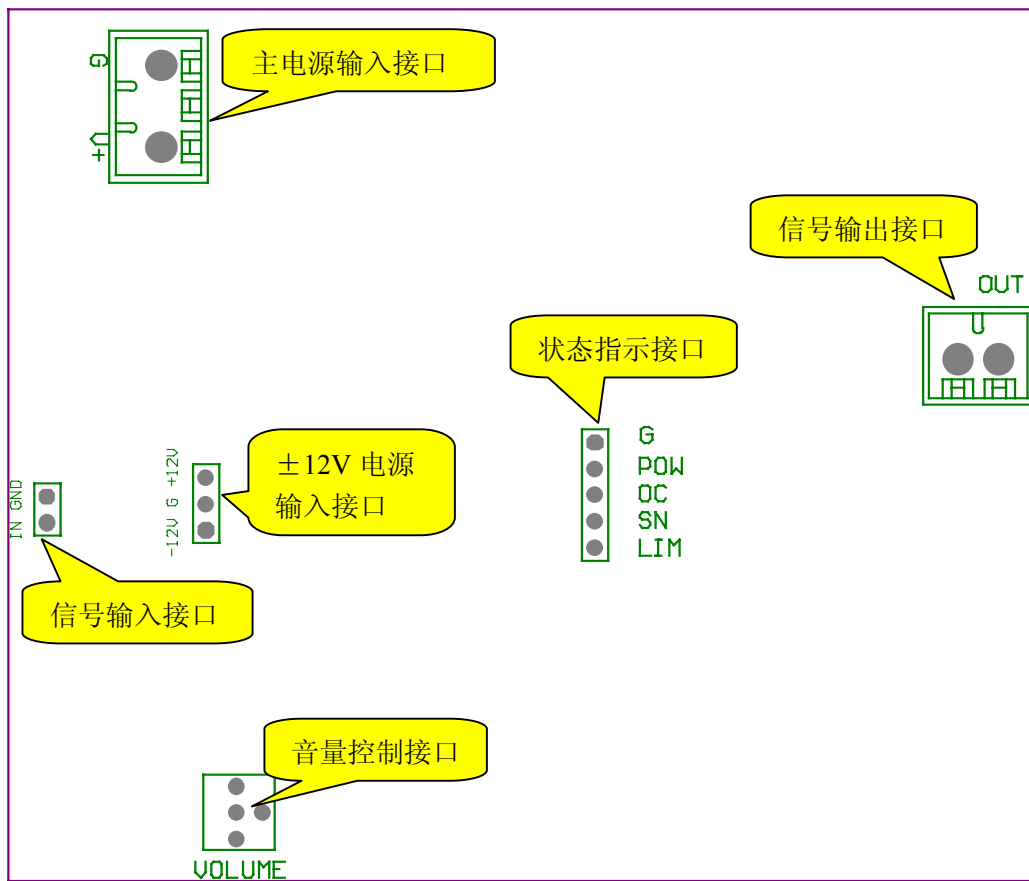 主电源输入接口
G
+V
信号输出接口
OUT
状态指示接口
G
POW
OC
SN
LIM
±12V 电源
输入接口
-12V G +12V
IN GND
信号输入接口
音量控制接口
VOLUME